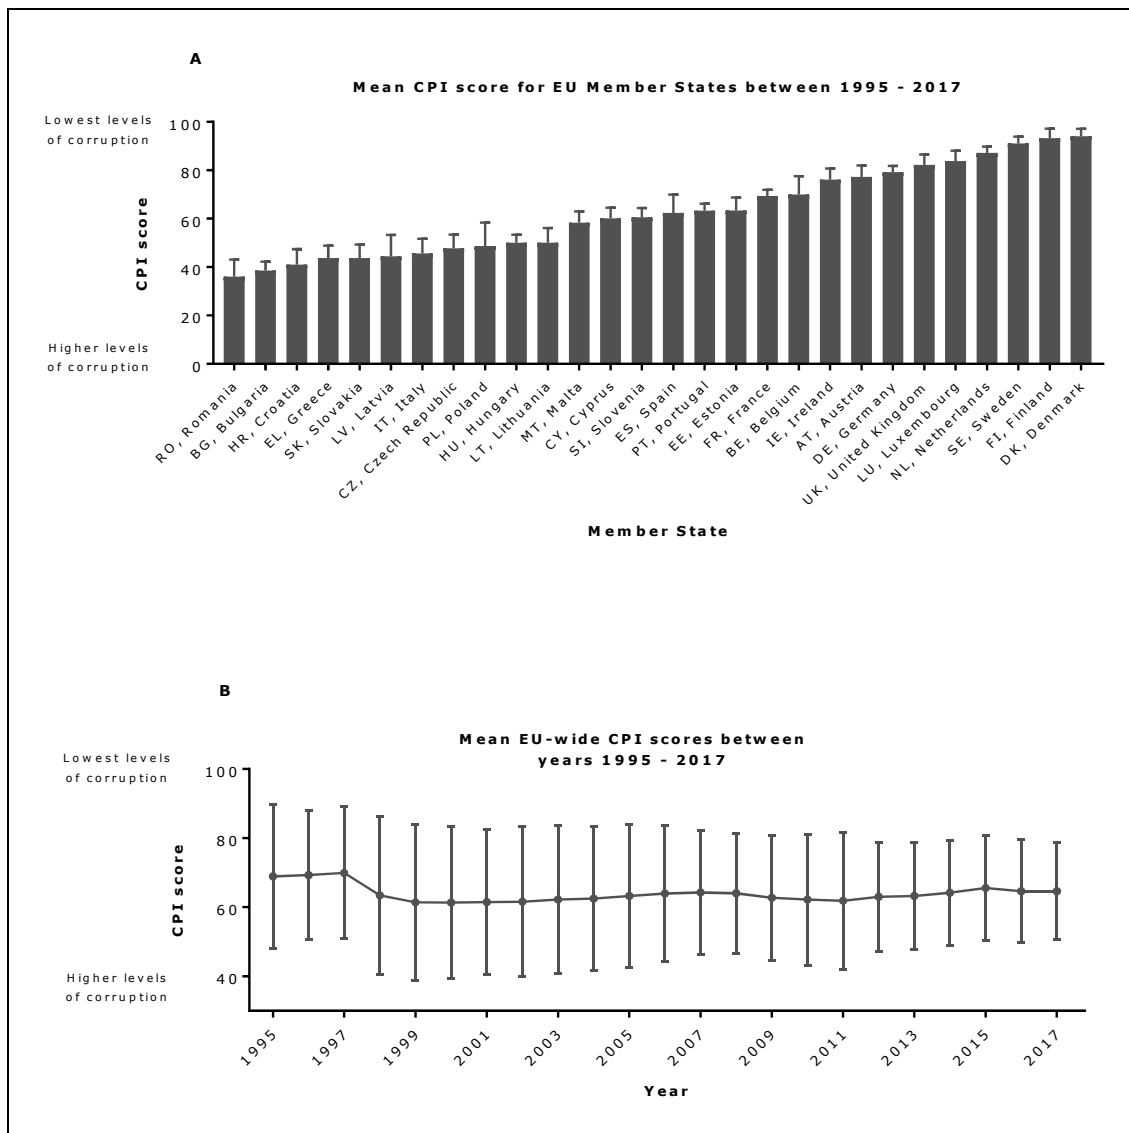 A
Mean CPI score for EU Member States between 1995 - 2017
Lowest levels
of corruption
100
80
60
40
20
0
CPI score
Higher levels
of corruption
RO, Romania
BG, Bulgaria
HR, Croatia
EL, Greece
SK, Slovakia
LV, Latvia
IT, Italy
CZ, Czech Republic
PL, Poland
HU, Hungary
LT, Lithuania
MT, Malta
CY, Cyprus
SI, Slovenia
ES, Spain
PT, Portugal
EE, Estonia
FR, France
BE, Belgium
IE, Ireland
AT, Austria
DE, Germany
UK, United Kingdom
LU, Luxembourg
NL, Netherlands
SE, Sweden
FI, Finland
DK, Denmark
Member State
B
Mean EU-wide CPI scores between
years 1995 - 2017
Lowest levels
of corruption
100
80
60
40
CPI score
Higher levels
of corruption
1995
1997
1999
2001
2003
2005
2007
2009
2011
2013
2015
2017
Year